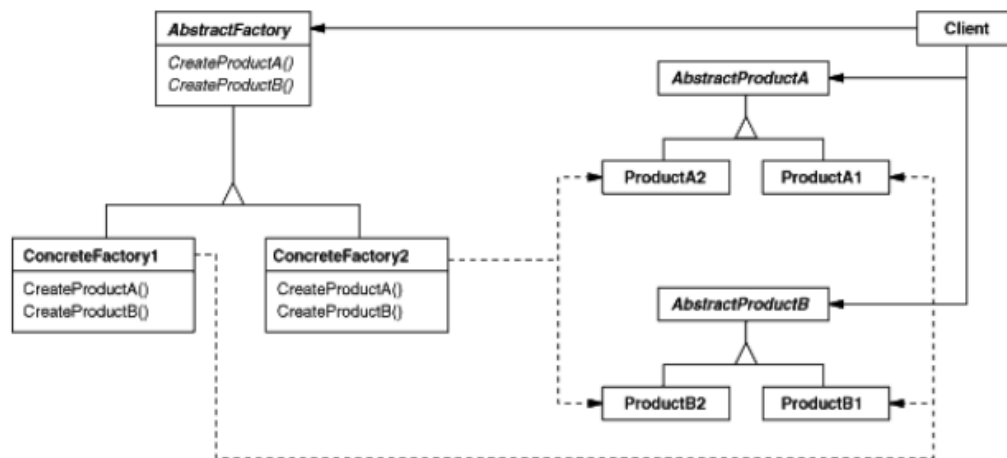 AbstractFactory
CreateProductA()
CreateProductB()
Client
AbstractProductA
ProductA2
ProductA1
ConcreteFactory1
CreateProductA()
CreateProductB()
ConcreteFactory2
CreateProductA()
CreateProductB()
AbstractProductB
ProductB2
ProductB1